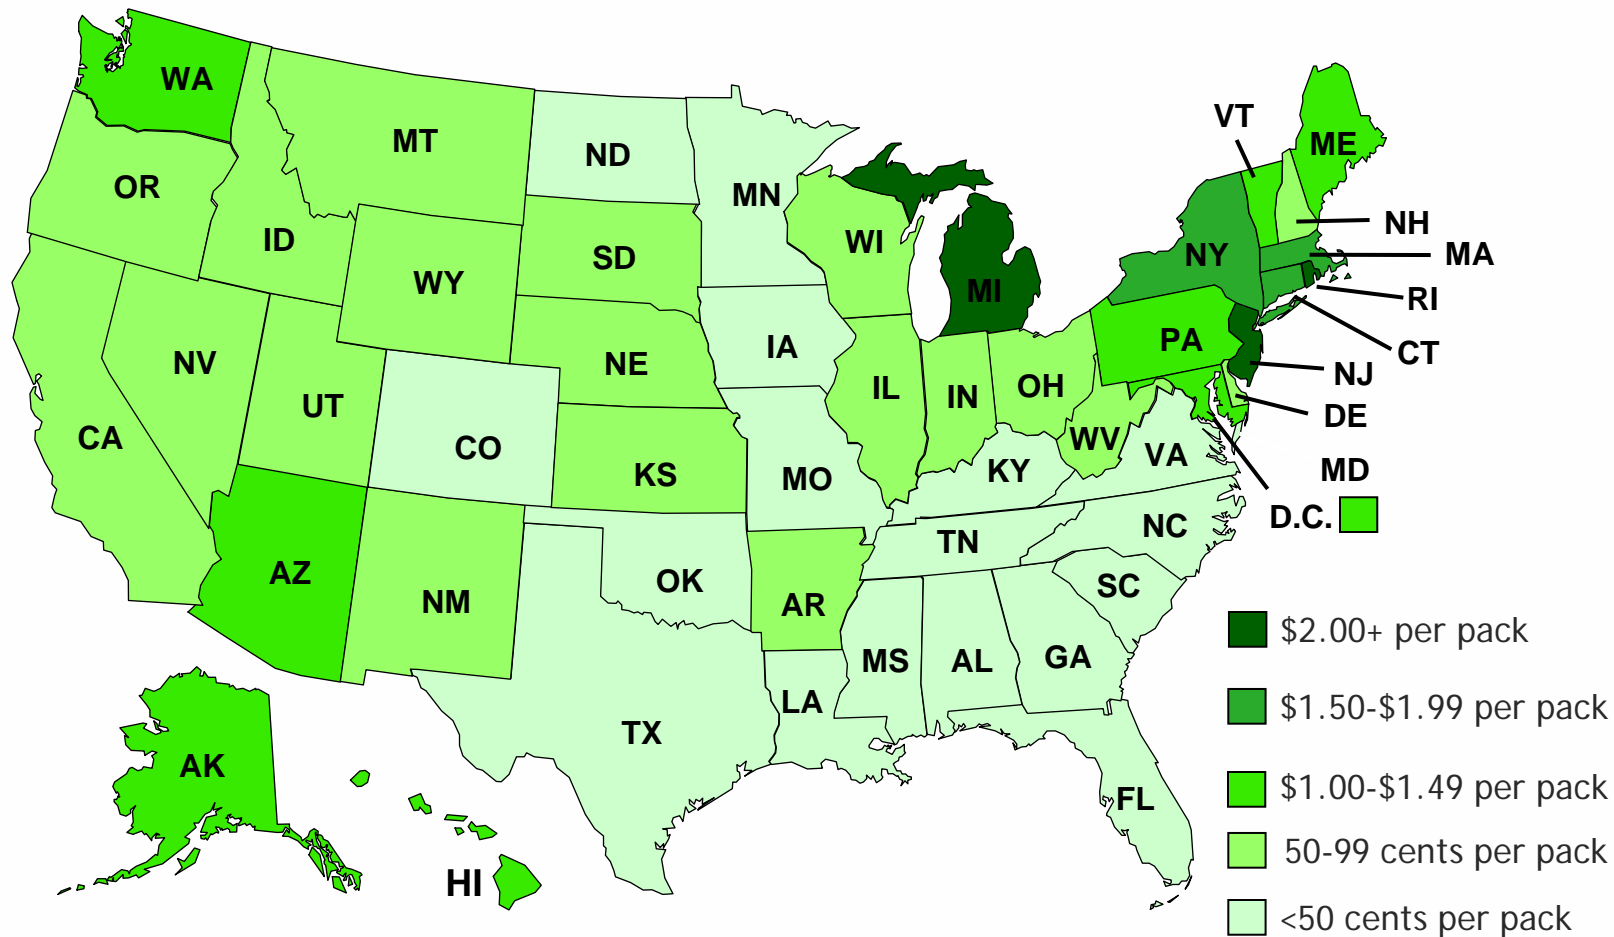 WA
MT
ND
MN
OR
ID
SD
WI
WY
MI
VT
ME
NH
NY
MA
RI
PA
CT
NJ
DE
MD
D.C.
NV
UT
NE
IA
IL
IN
OH
CA
CO
KS
MO
KY
WV
VA
AZ
NM
OK
AR
TN
NC
SC
TX
LA
MS
AL
GA
FL
AK
HI
$2.00+ per pack
$1.50-$1.99 per pack
$1.00-$1.49 per pack
50-99 cents per pack
<50 cents per pack